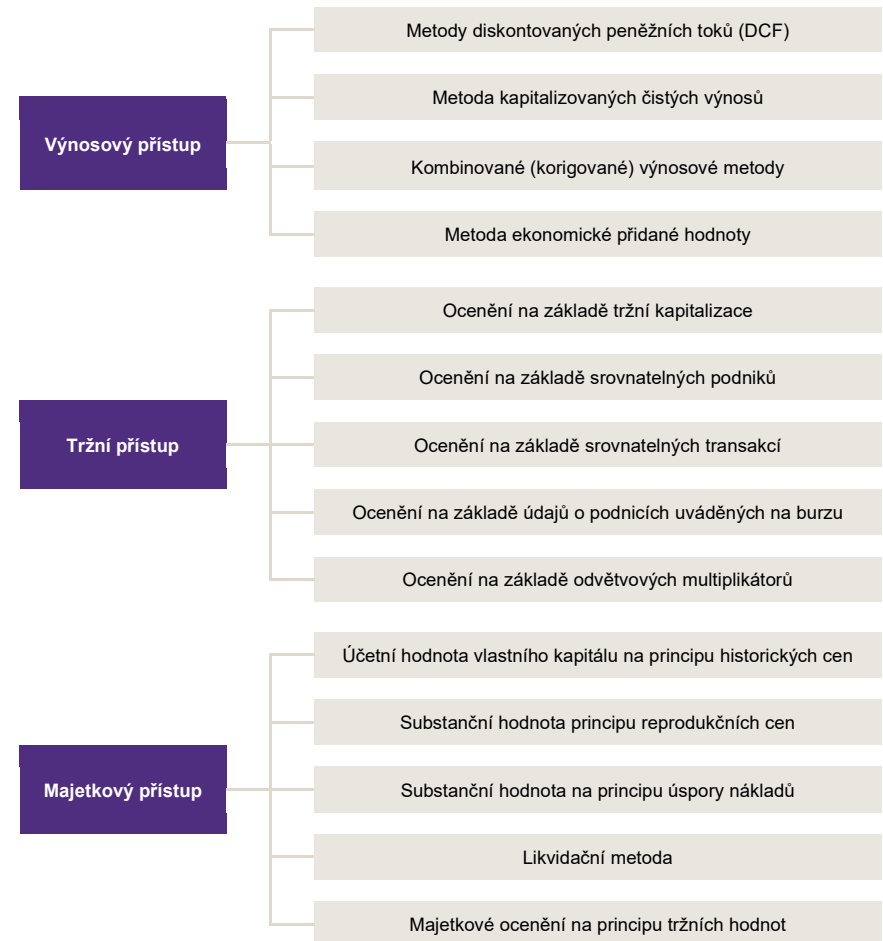 Metody diskontovaných peněžních toků (DCF)
Metoda kapitalizovaných čistých výnosů
Výnosový přístup
Kombinované (korigované) výnosové metody
Metoda ekonomické přidané hodnoty
Ocenění na základě tržní kapitalizace
Ocenění na základě srovnatelných podniků
Tržní přístup
Ocenění na základě srovnatelných transakcí
Ocenění na základě údajů o podnicích uváděných na burzu
Ocenění na základě odvětvových multiplikátorů
Účetní hodnota vlastního kapitálu na principu historických cen
Substanční hodnota principu reprodukčních cen
Majetkový přístup
Substanční hodnota na principu úspory nákladů
Likvidační metoda
Majetkové ocenění na principu tržních hodnot